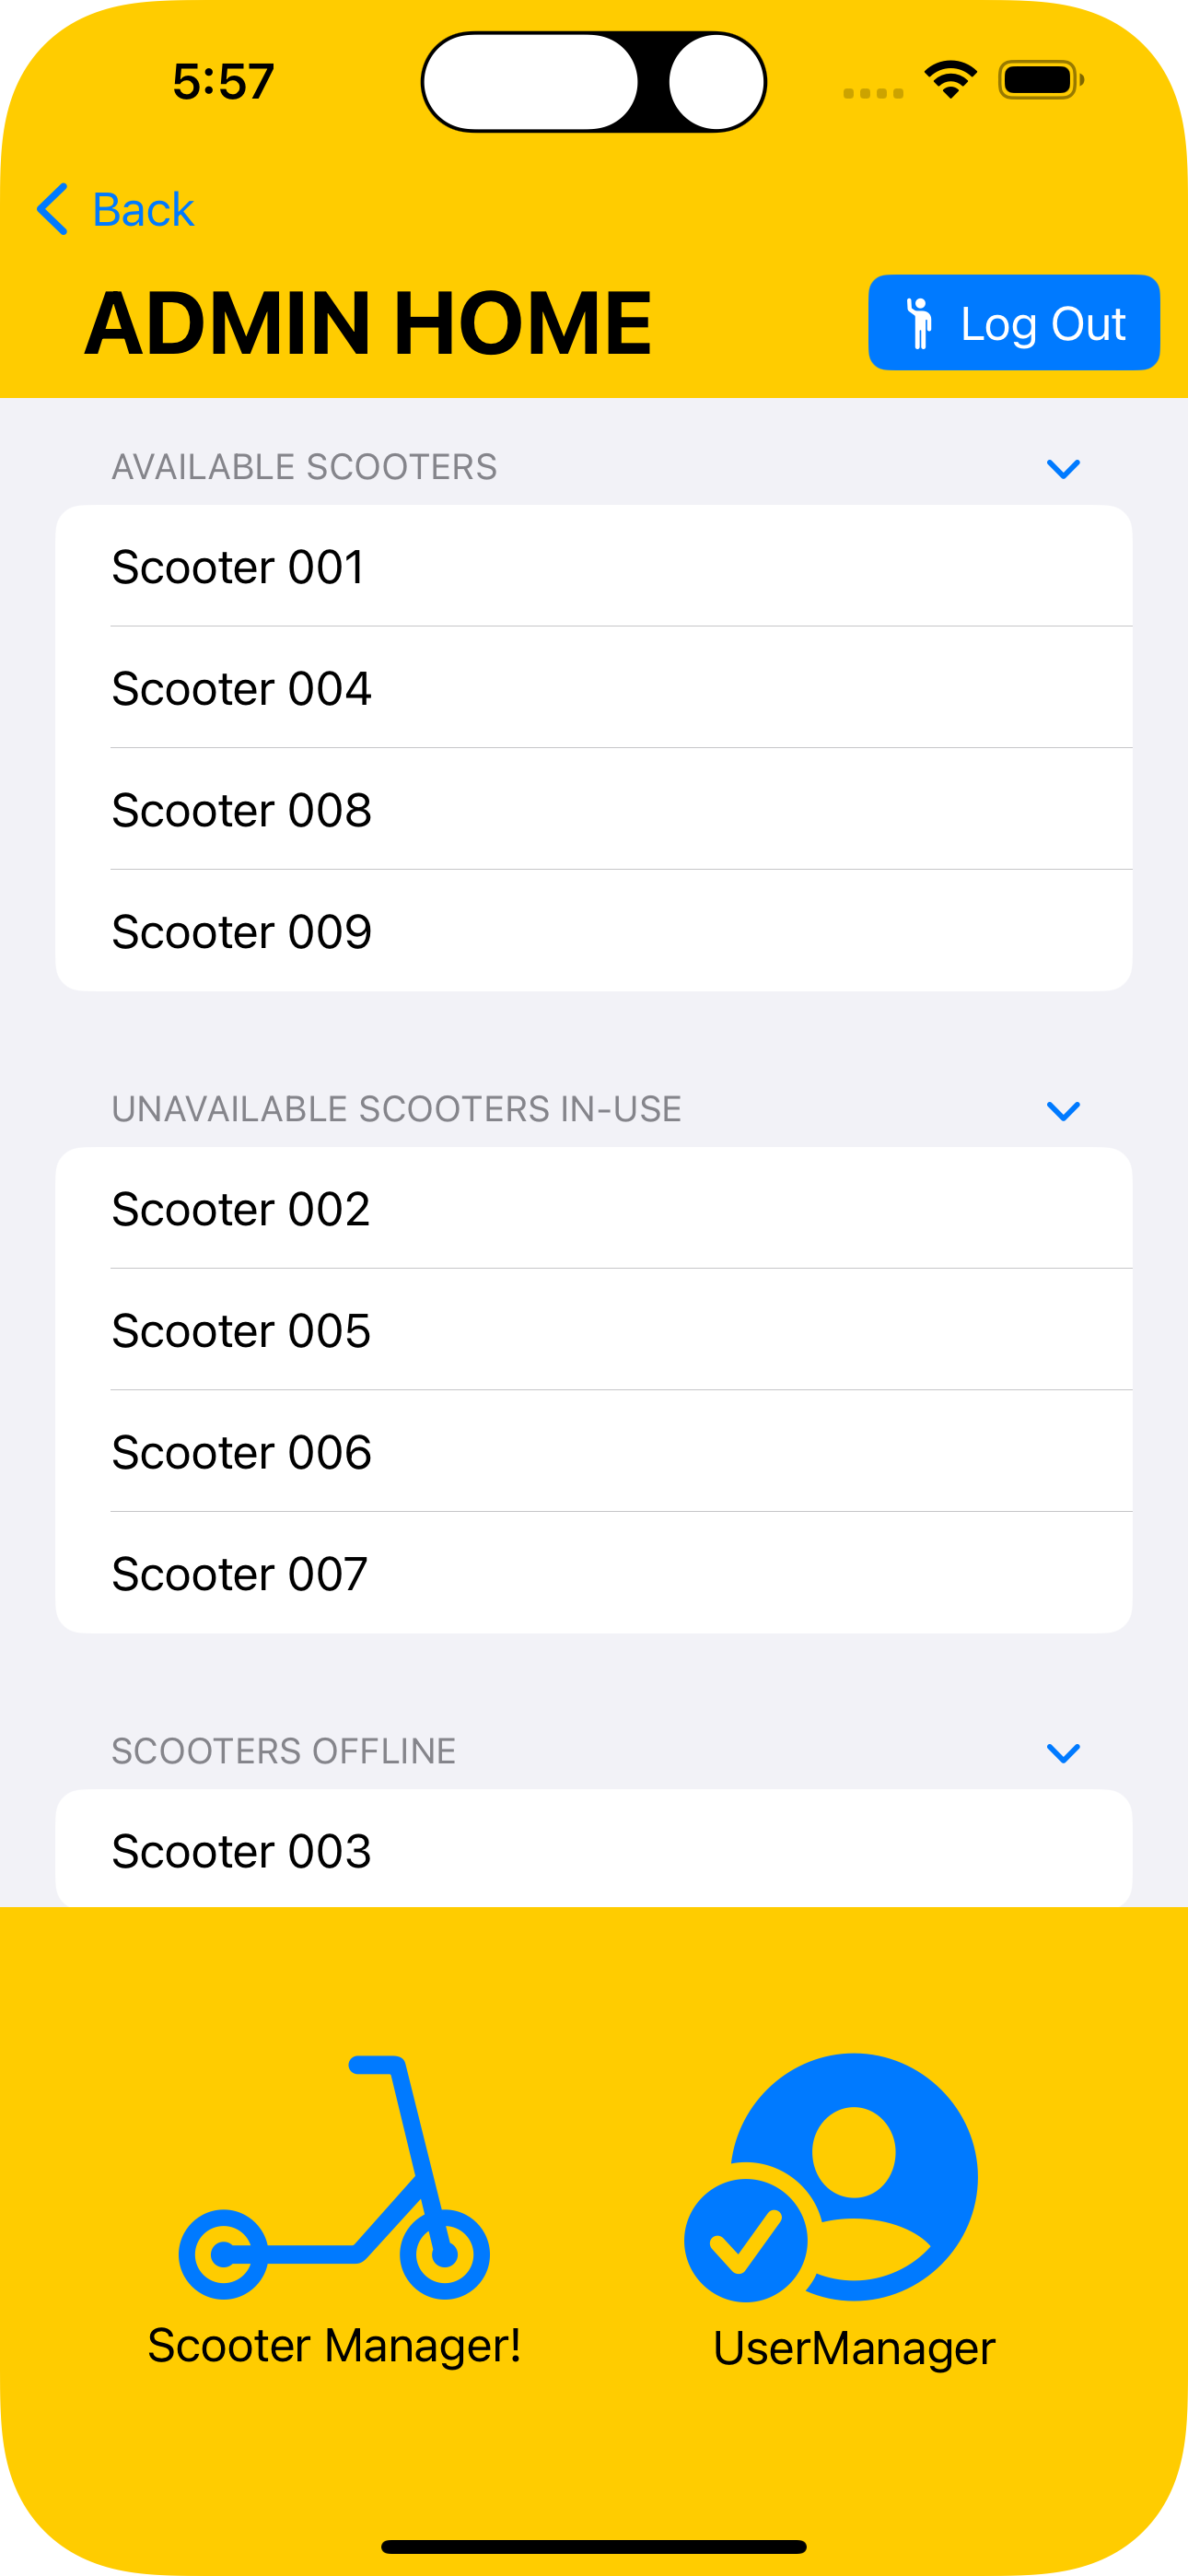 5:57
Back
ADMIN HOME
Log Out
AVAILABLE SCOOTERS
Scooter 001
Scooter 004
Scooter 008
Scooter 009
UNAVAILABLE SCOOTERS IN-USE
Scooter 002
Scooter 005
Scooter 006
Scooter 007
SCOOTERS OFFLINE
Scooter 003
Scooter Manager!
UserManager